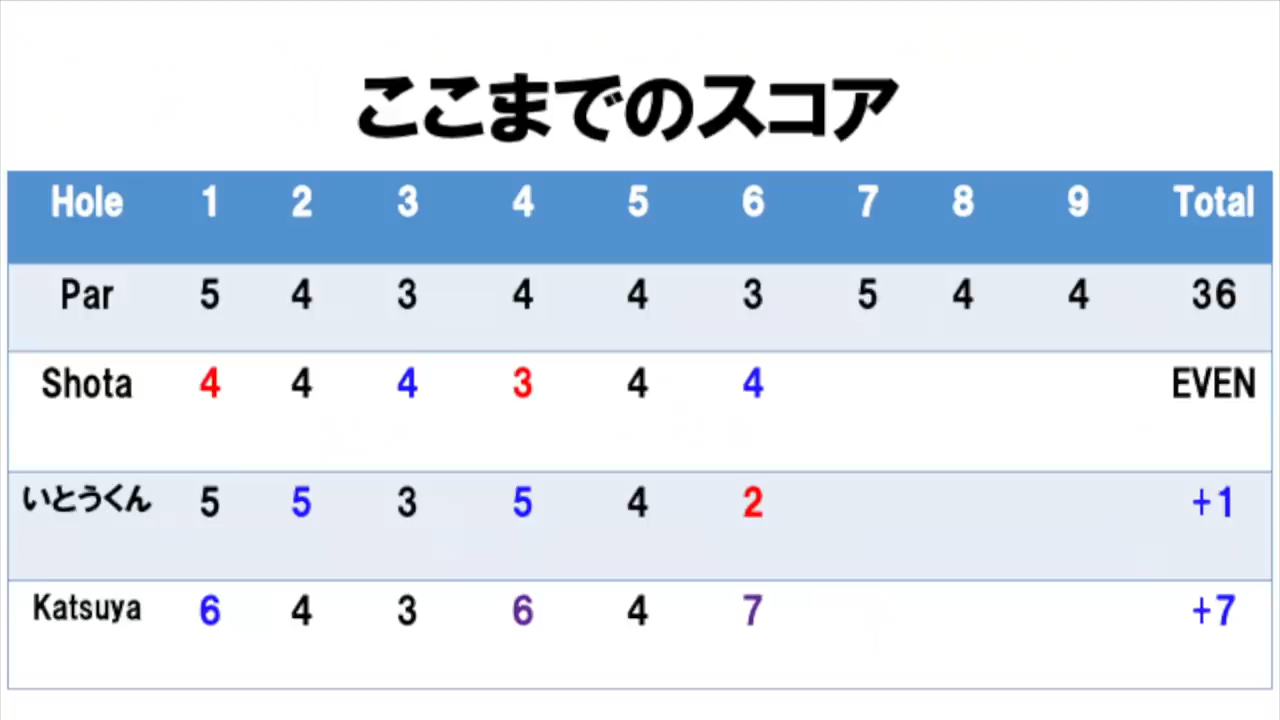 ここまでのスコア
Hole 1 2 3 4 5 6 7 8 9 Total
Par 5 4 3 4 4 3 5 4 4 36
Shota 4 4 4 3 4 4 EVEN
いとうくん 5 5 3 5 4 2 +1
Katsuya 6 4 3 6 4 7 +7